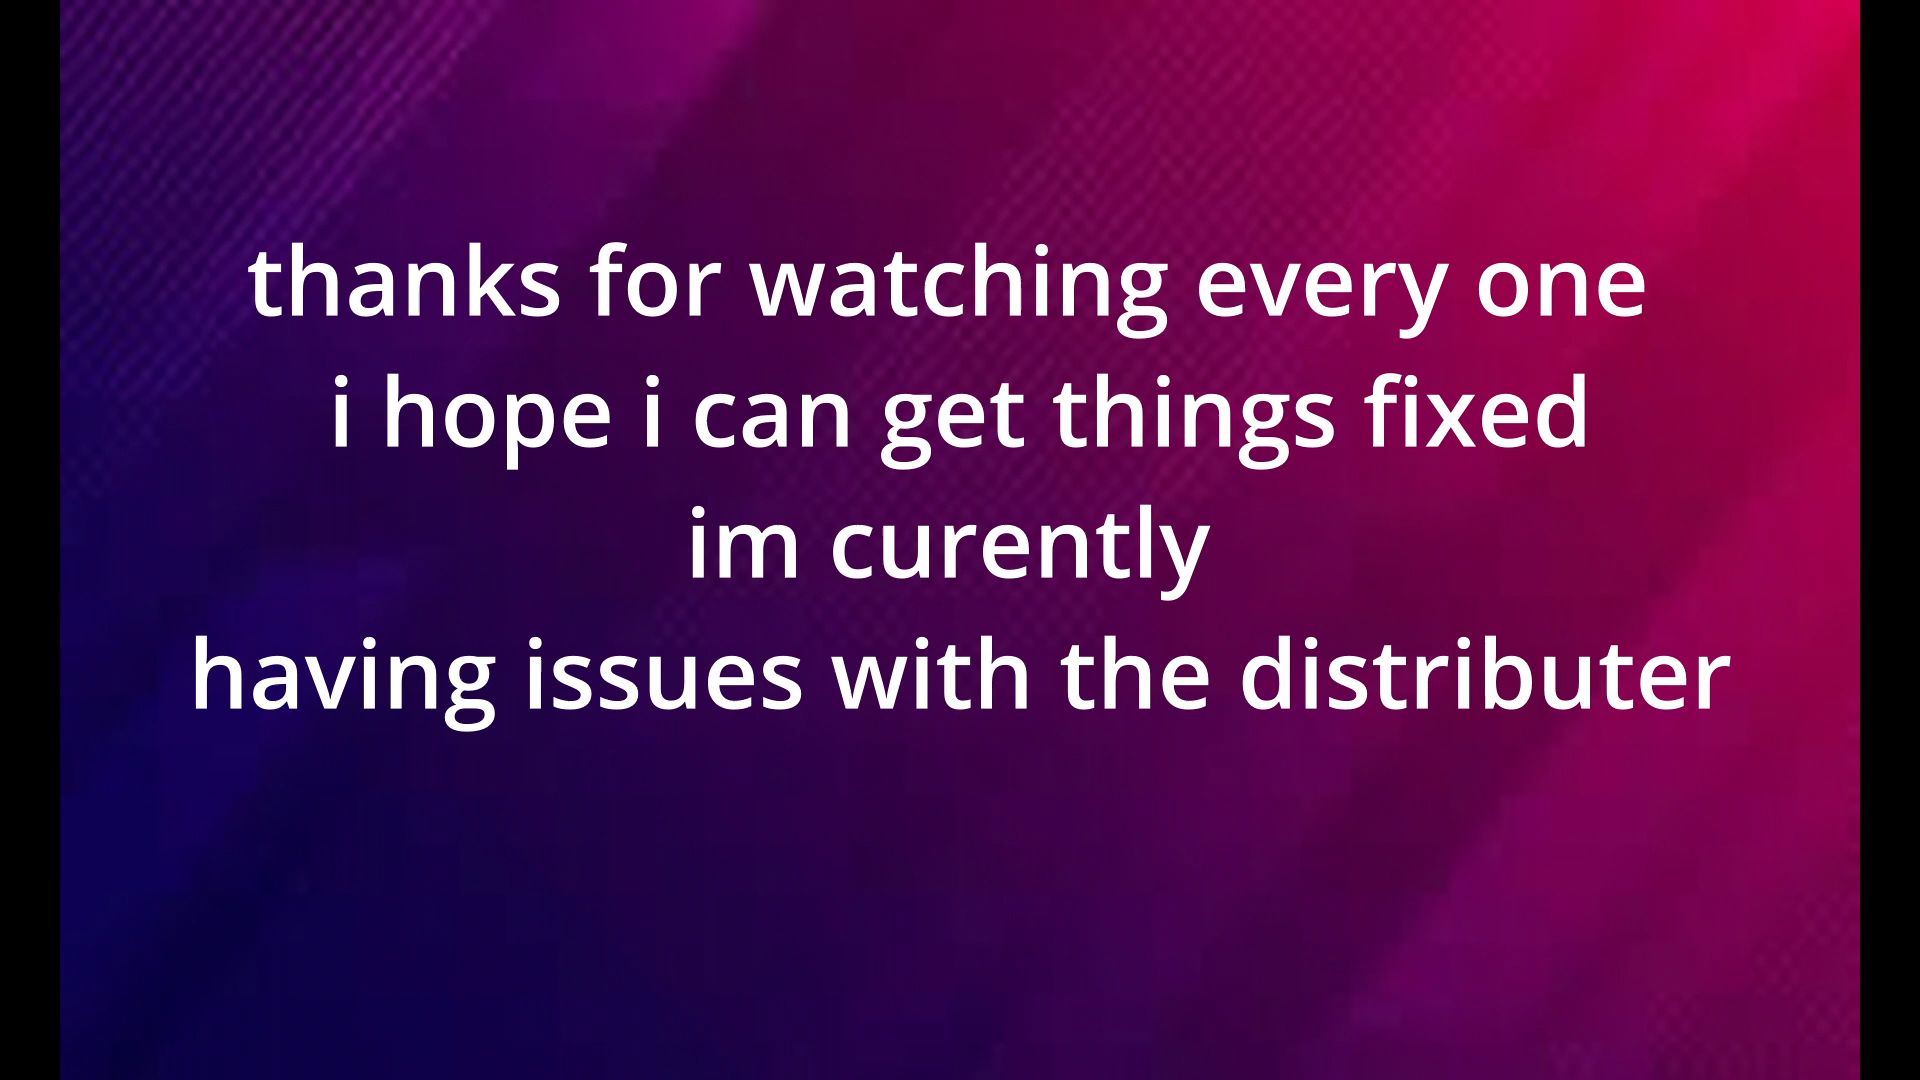 thanks for watching every one
i hope i can get things fixed
im curently
having issues with the distributer